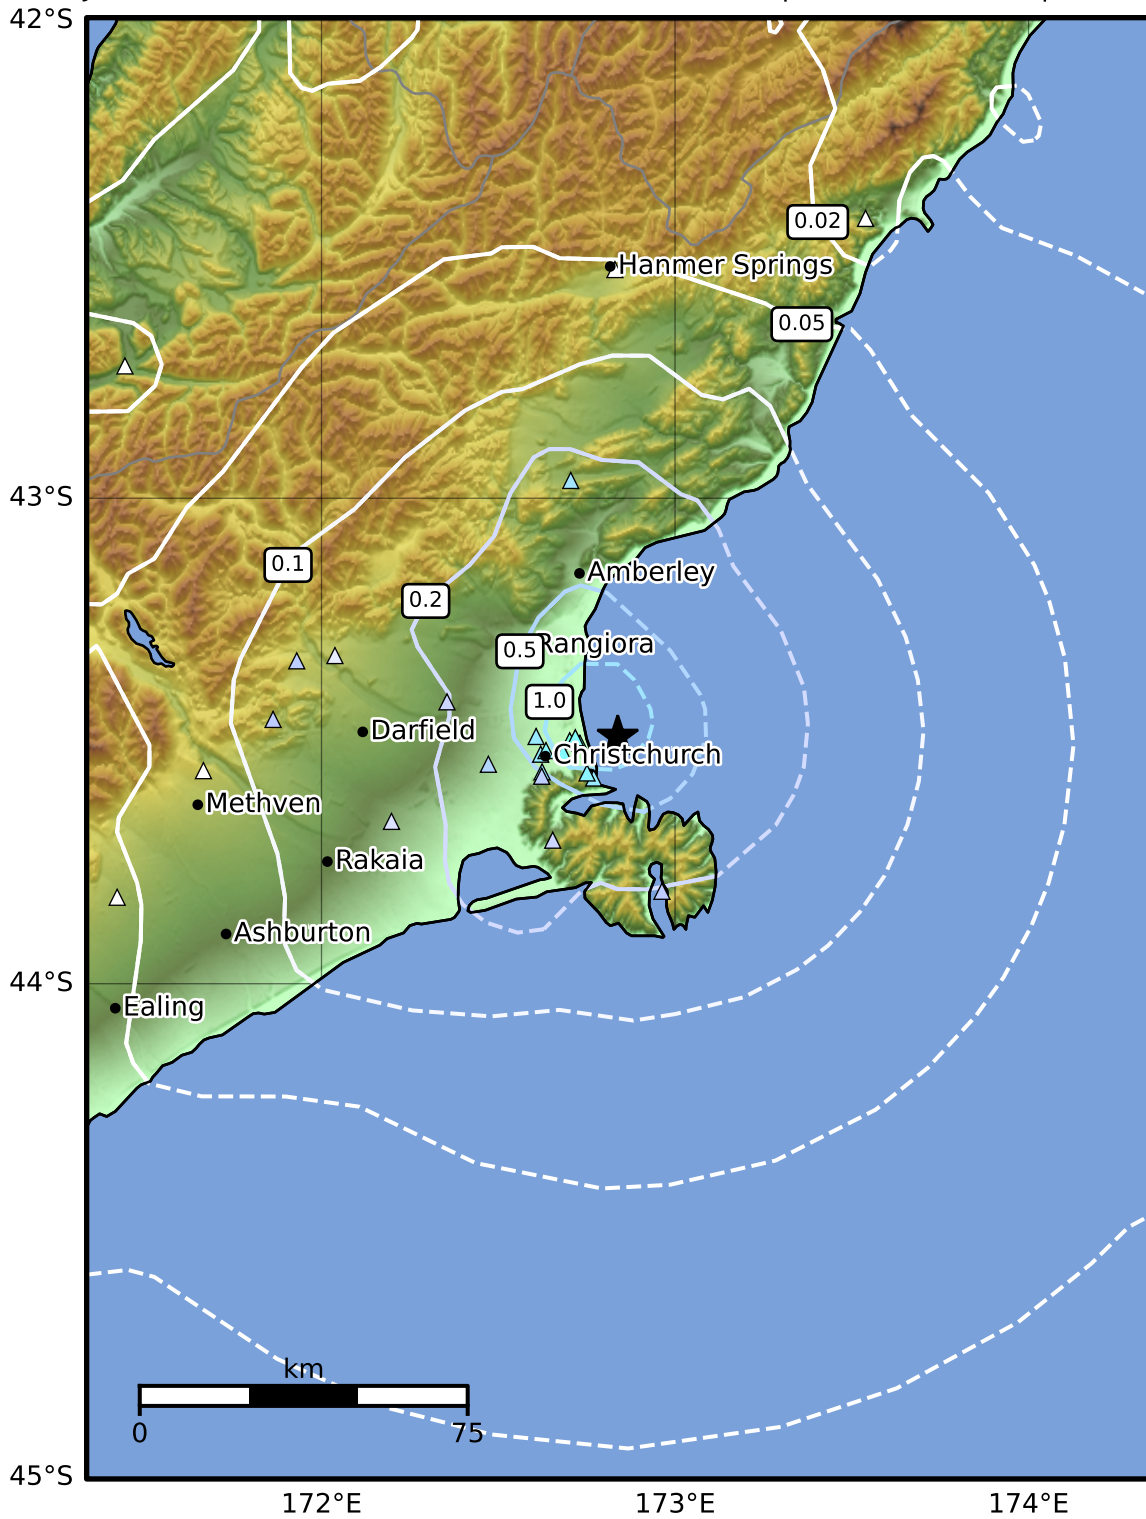 42°S
0.02
Hanmer Springs
0.05
43°S
0.1
Amberley
0.2
Rangiora
0.5
1.0
Darfield
Christchurch
Methven
Rakaia
Ashburton
44°S
Ealing
km
0 75
45°S
172°E 173°E 174°E